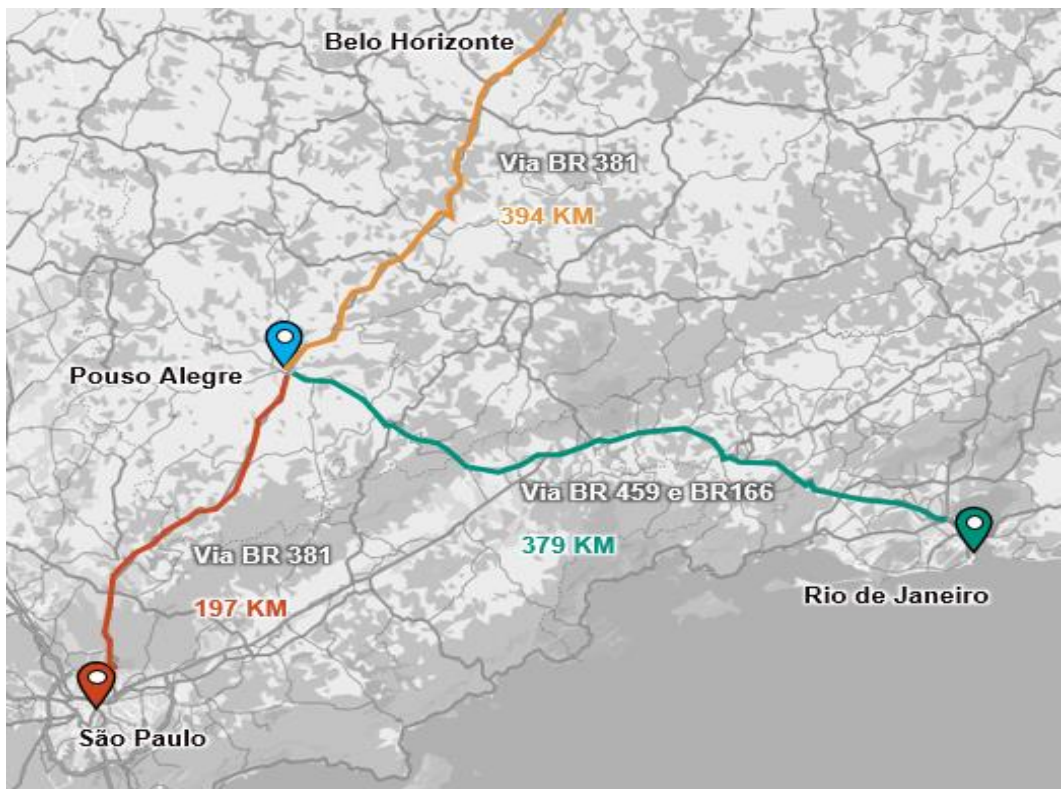 Belo Horizonte
Via BR 381
394 KM
Pouso Alegre
Via BR 459 e BR166
379 KM
Via BR 381
197 KM
Rio de Janeiro
São Paulo